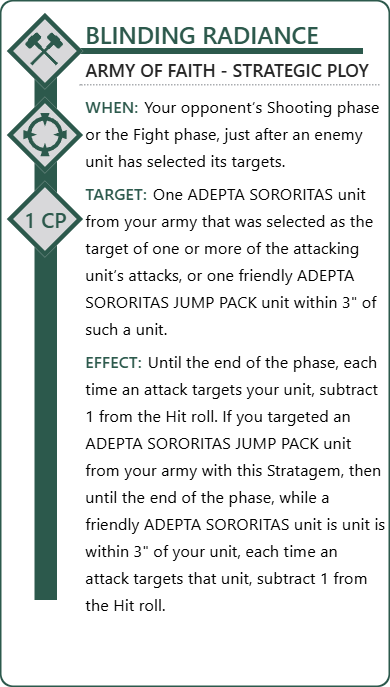 BLINDING RADIANCE
ARMY OF FAITH - STRATEGIC PLOY
WHEN: Your opponent's Shooting phase
or the Fight phase, just after an enemy
unit has selected its targets.
1 CP
TARGET: One ADEPTA SORORITAS unit
from your army that was selected as the
target of one or more of the attacking
unit's attacks, or one friendly ADEPTA
SORORITAS JUMP PACK unit within 3" of
such a unit.
EFFECT: Until the end of the phase, each
time an attack targets your unit, subtract
1 from the Hit roll. If you targeted an
ADEPTA SORORITAS JUMP PACK unit
from your army with this Stratagem, then
until the end of the phase, while a
friendly ADEPTA SORORITAS unit is unit is
within 3" of your unit, each time an
attack targets that unit, subtract 1 from
the Hit roll.